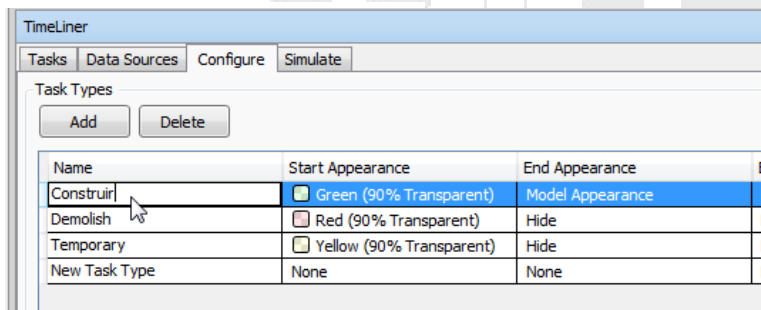 TimeLiner
Tasks Data Sources Configure Simulate
Task Types
Add Delete
Name Start Appearance End Appearance
Construir Green (90% Transparent) Model Appearance
Demolish Red (90% Transparent) Hide
Temporary Yellow (90% Transparent) Hide
New Task Type None None